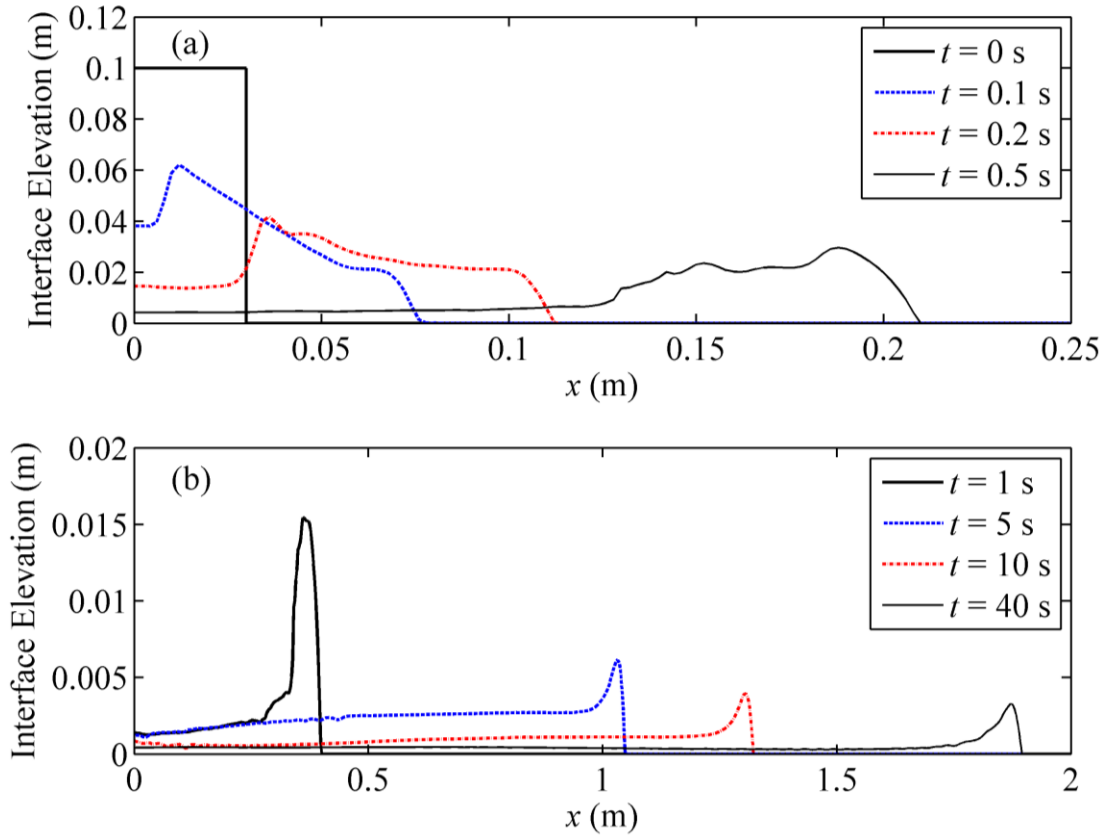 (a)
Interface Elevation (m)
0.12
0.1
0.08
0.06
0.04
0.02
0
0
0.05
0.1
0.15
0.2
0.25
x (m)
t = 0 s
t = 0.1 s
t = 0.2 s
t = 0.5 s
(b)
Interface Elevation (m)
0.02
0.015
0.01
0.005
0
0
0.5
1
1.5
2
x (m)
t = 1 s
t = 5 s
t = 10 s
t = 40 s